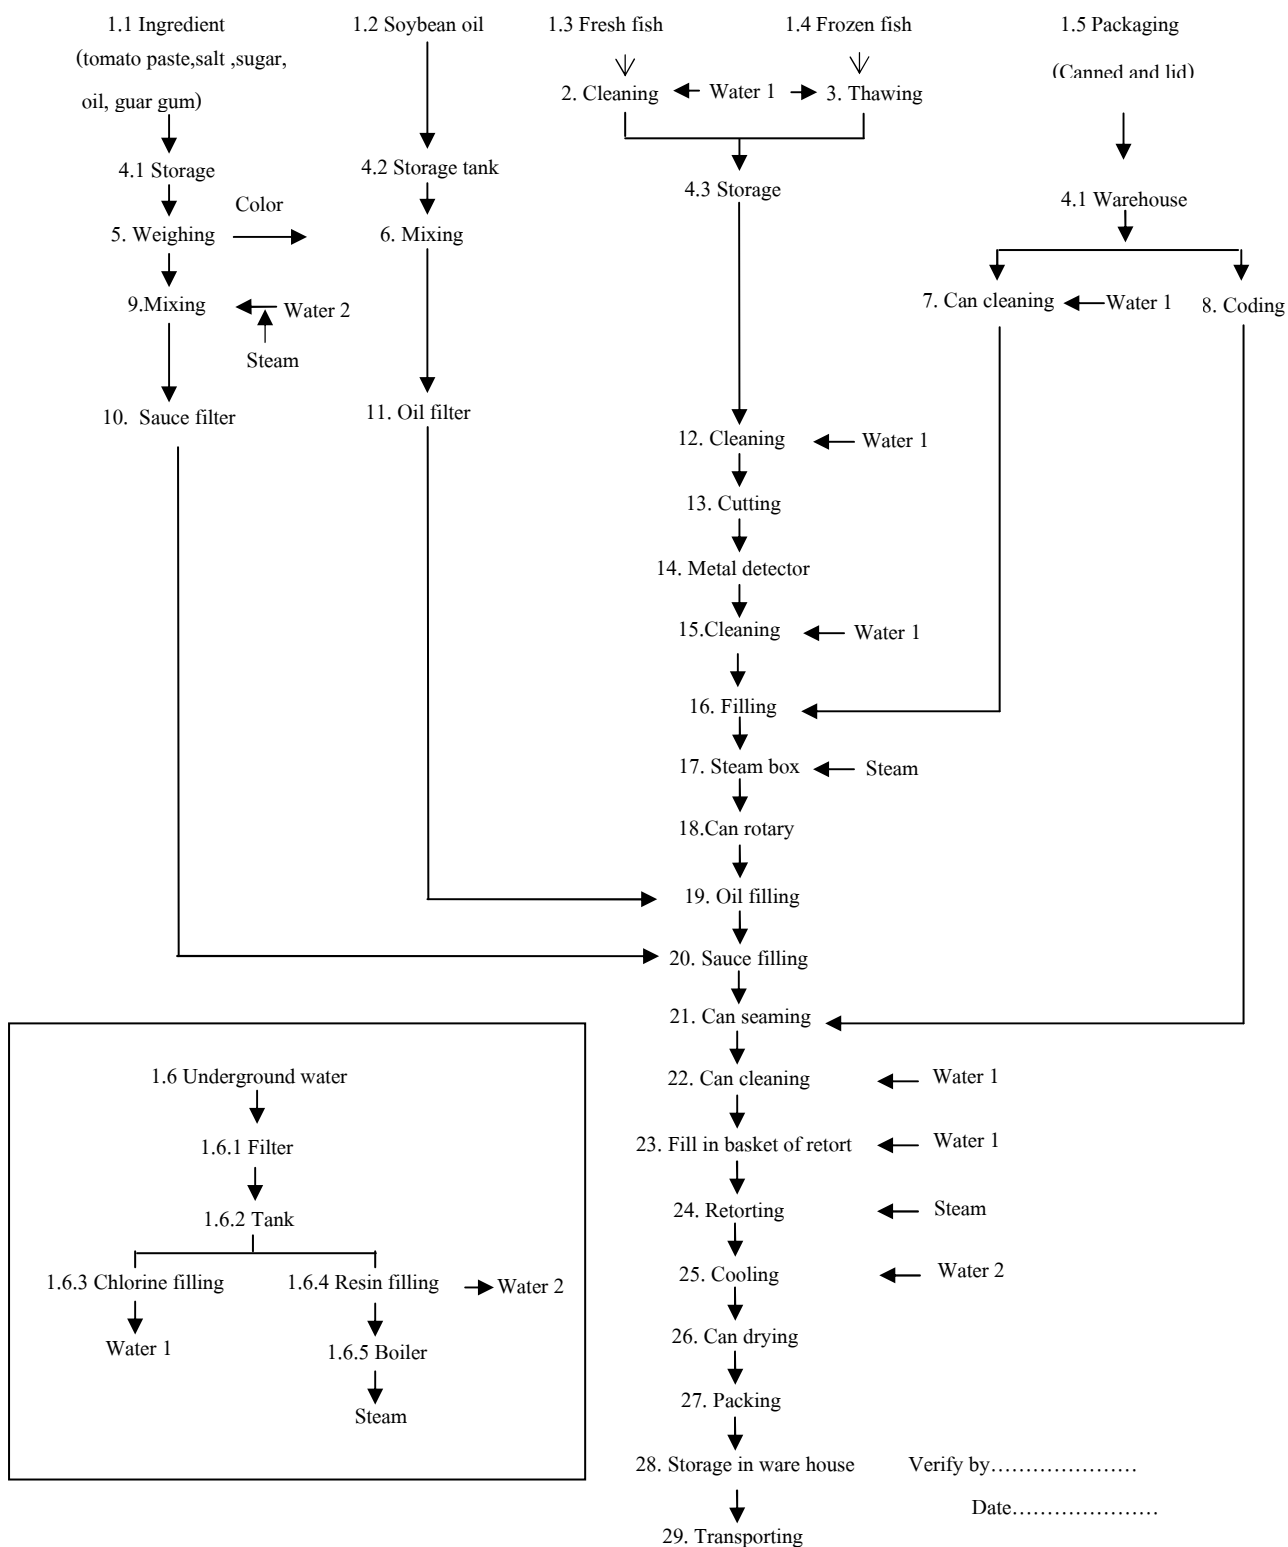 1.1 Ingredient
(tomato paste,salt ,sugar,
oil, guar gum)
1.2 Soybean oil
1.3 Fresh fish
1.4 Frozen fish
1.5 Packaging
(Canned and lid)
2. Cleaning
Water 1
3. Thawing
4.1 Storage
4.2 Storage tank
4.3 Storage
4.1 Warehouse
Color
5. Weighing
6. Mixing
9.Mixing
Water 2
Steam
7. Can cleaning
Water 1
8. Coding
10. Sauce filter
11. Oil filter
12. Cleaning
Water 1
13. Cutting
14. Metal detector
15.Cleaning
Water 1
16. Filling
17. Steam box
Steam
18.Can rotary
19. Oil filling
20. Sauce filling
21. Can seaming
22. Can cleaning
Water 1
23. Fill in basket of retort
Water 1
24. Retorting
Steam
25. Cooling
Water 2
26. Can drying
27. Packing
28. Storage in ware house
29. Transporting
Verify by.....................
Date.....................
1.6 Underground water
1.6.1 Filter
1.6.2 Tank
1.6.3 Chlorine filling
1.6.4 Resin filling
Water 2
Water 1
1.6.5 Boiler
Steam